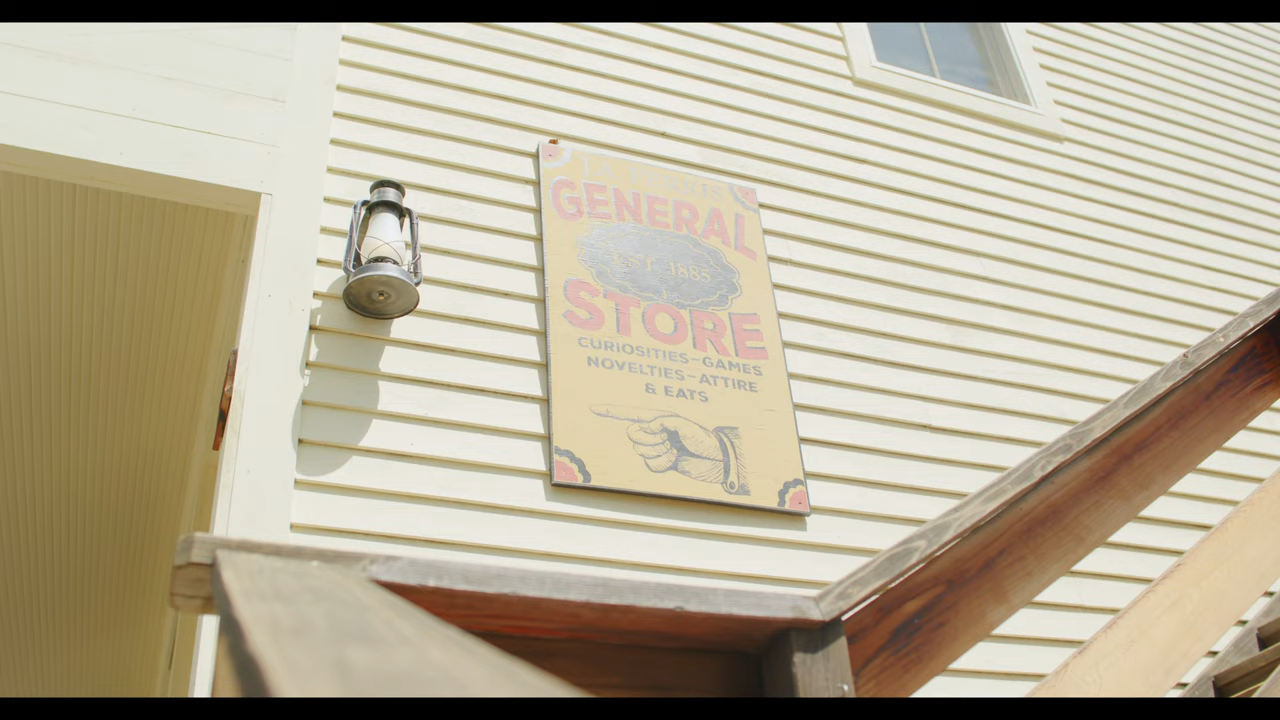 GENERAL
EST. 1885
STORE
CURIOSITIES-GAMES
NOVELTIES-ATTIRE
& EATS